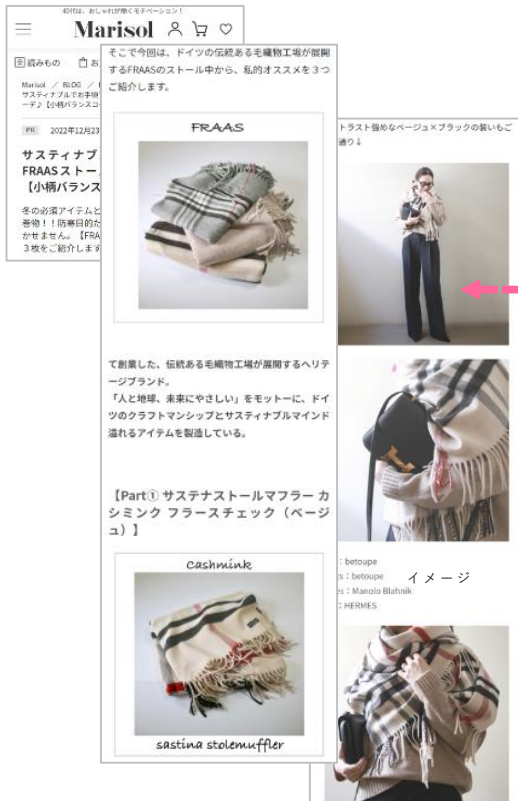 40代は、おしゃれが働くモチベーション！
Marisol
読みもの
お
Marisol ／ BLOG ／
サスティナブルでお手頃
ーデ♪【小柄バランスコー
PR 2022年12月23
サスティナブ
FRAASストー
【小柄バランス
冬の必須アイテムと
巻物！！防寒目的た
かせません。【FRA
３枚をご紹介します
そこで今回は、ドイツの伝統ある毛織物工場が展開
するFRAASのストール中から、私的オススメを３つ
ご紹介します。
FRAAS
て創業した、伝統ある毛織物工場が展開するヘリテ
ージブランド。
「人と地球、未来にやさしい」をモットーに、ドイ
ツのクラフトマンシップとサスティナブルマインド
溢れるアイテムを製造している。
【Part① サステナストールマフラー カ
シミンク フラースチェック（ベージ
ュ）】
Cashmink
sastina stolemuffler
トラスト強めなベージュ×ブラックの装いもご
通り↓
：betoupe
s：betoupe
es：Manolo Blahnik
：HERMES
イメージ